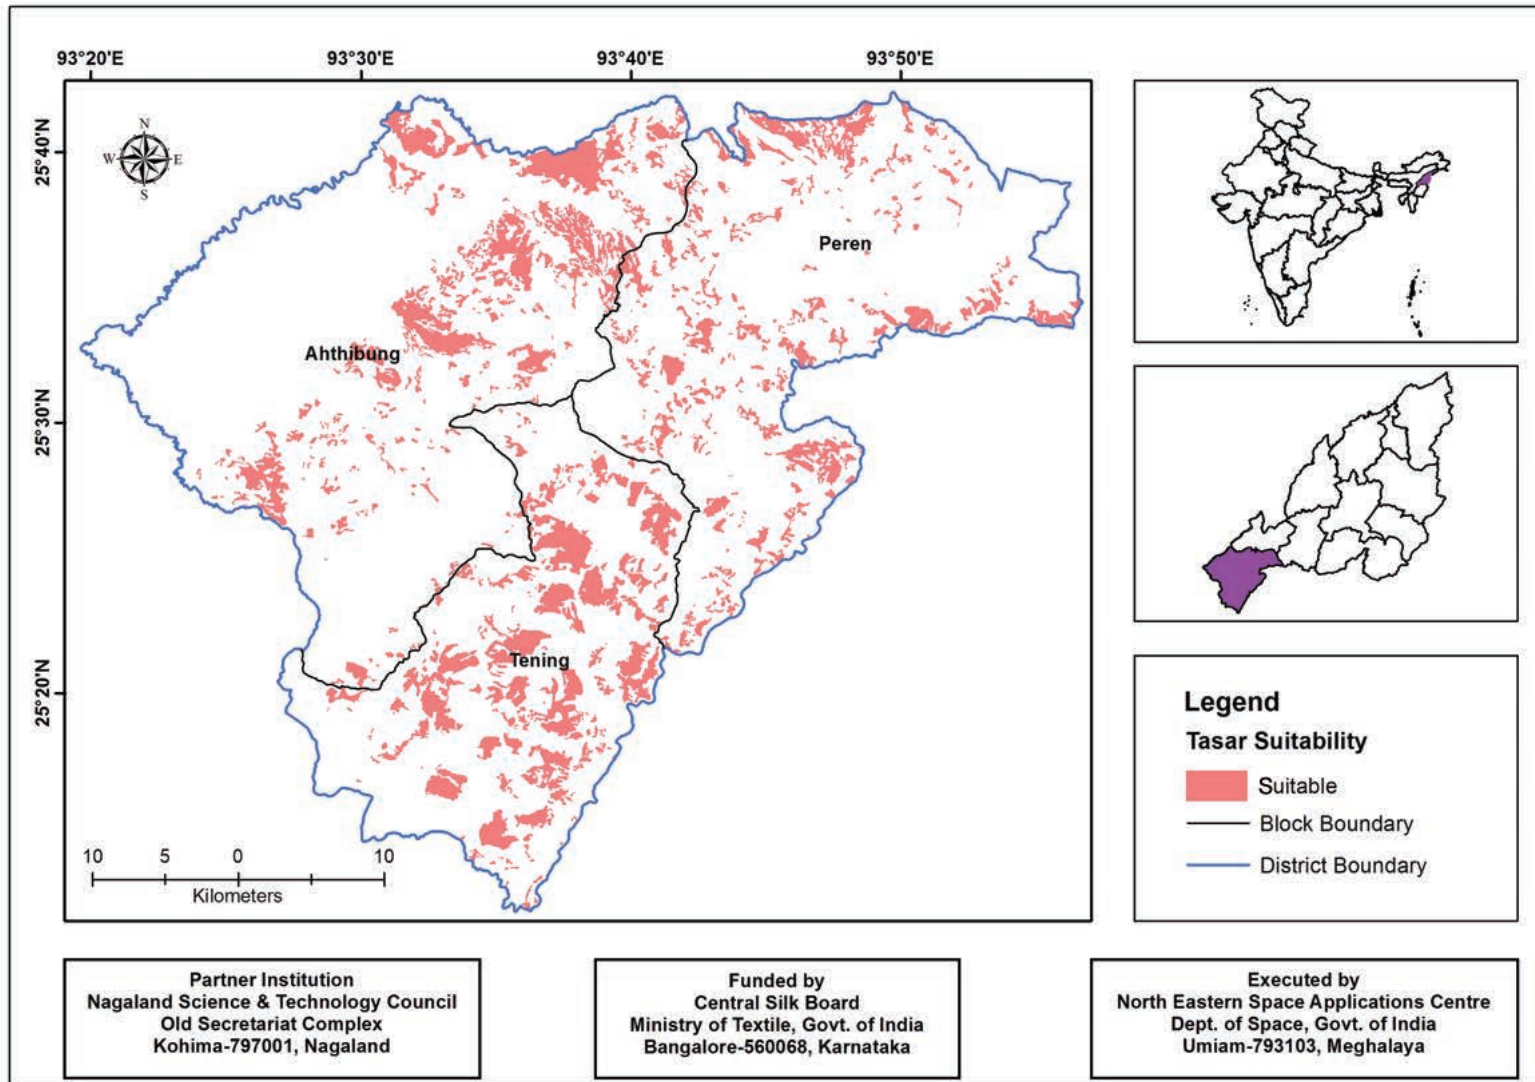 93°20'E
93°30'E
93°40'E
93°50'E
25°40'N
25°30'N
25°20'N
N
W
E
S
Peren
Ahthibung
Tening
10 5 0 10
Kilometers
Legend
Tasar Suitability
Suitable
Block Boundary
District Boundary
Partner Institution
Nagaland Science & Technology Council
Old Secretariat Complex
Kohima-797001, Nagaland
Funded by
Central Silk Board
Ministry of Textile, Govt. of India
Bangalore-560068, Karnataka
Executed by
North Eastern Space Applications Centre
Dept. of Space, Govt. of India
Umiam-793103, Meghalaya